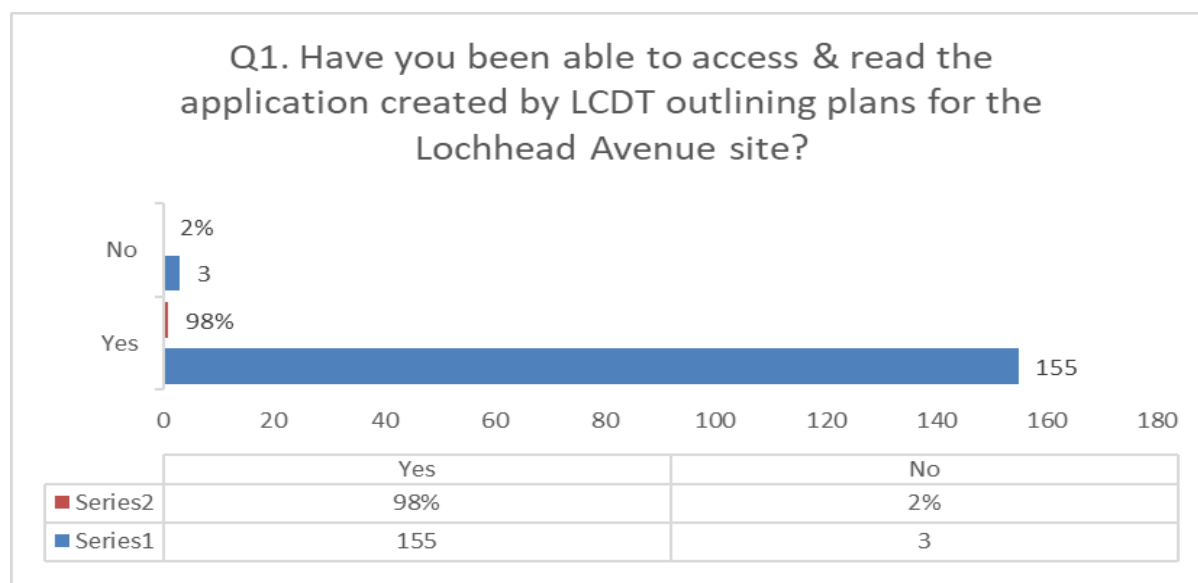 Q1. Have you been able to access & read the
application created by LCDT outlining plans for the
Lochhead Avenue site?
No
2%
3
Yes
98%
155
0 20 40 60 80 100 120 140 160 180
Yes No
Series2 98% 2%
Series1 155 3